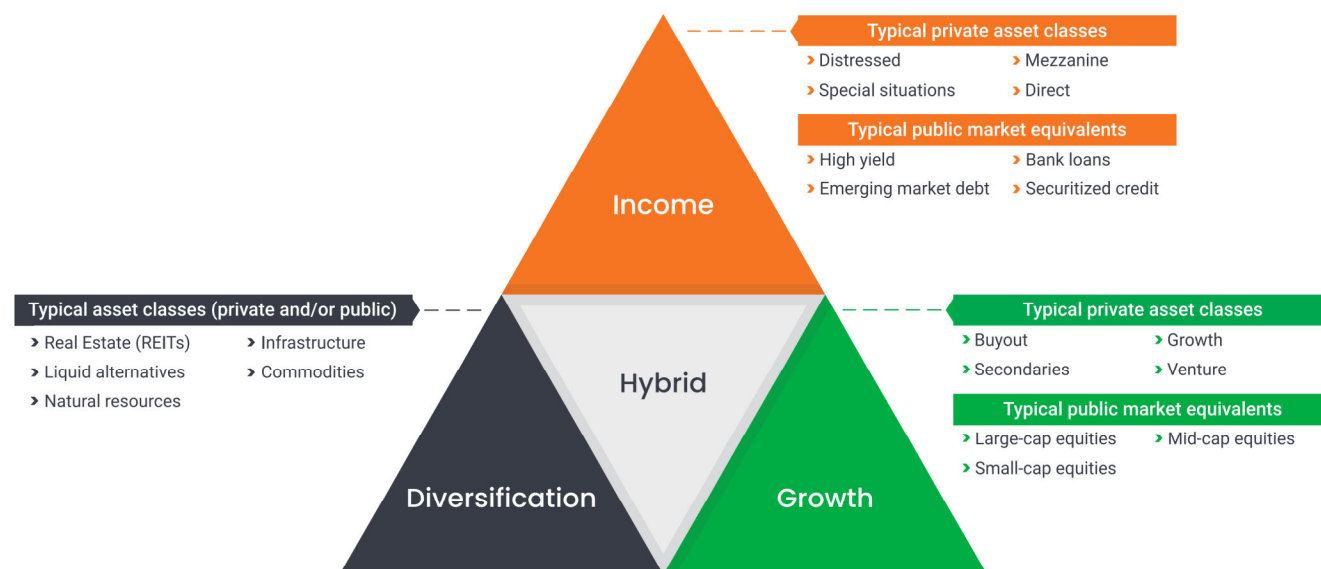 Typical private asset classes
Distressed
Mezzanine
Special situations
Direct
Typical public market equivalents
High yield
Bank loans
Emerging market debt
Securitized credit
Income
Typical asset classes (private and/or public)
Real Estate (REITs)
Infrastructure
Liquid alternatives
Commodities
Natural resources
Typical private asset classes
Buyout
Growth
Secondaries
Venture
Typical public market equivalents
Large-cap equities
Mid-cap equities
Small-cap equities
Hybrid
Diversification
Growth